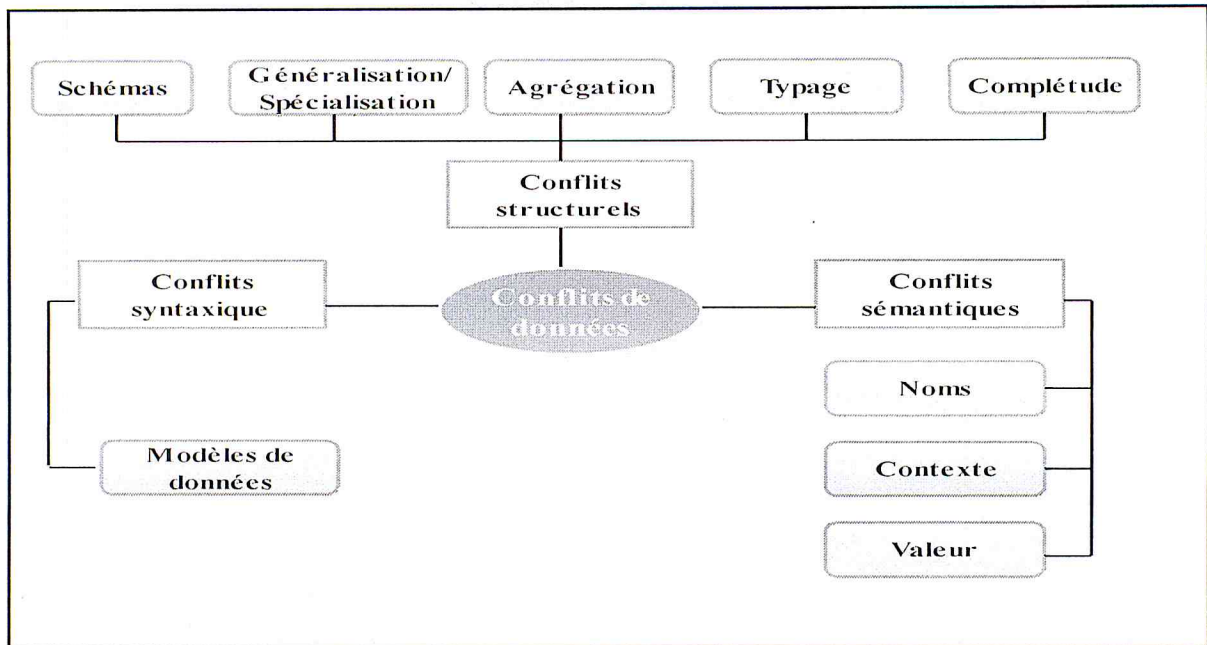 Schémas
Généralisation/
Spécialisation
Agrégation
Typage
Complétude
Conflits
structurels
Conflits
syntaxique
Conflits de
données
Conflits
sémantiques
Noms
Modèles de
données
Contexte
Valeur